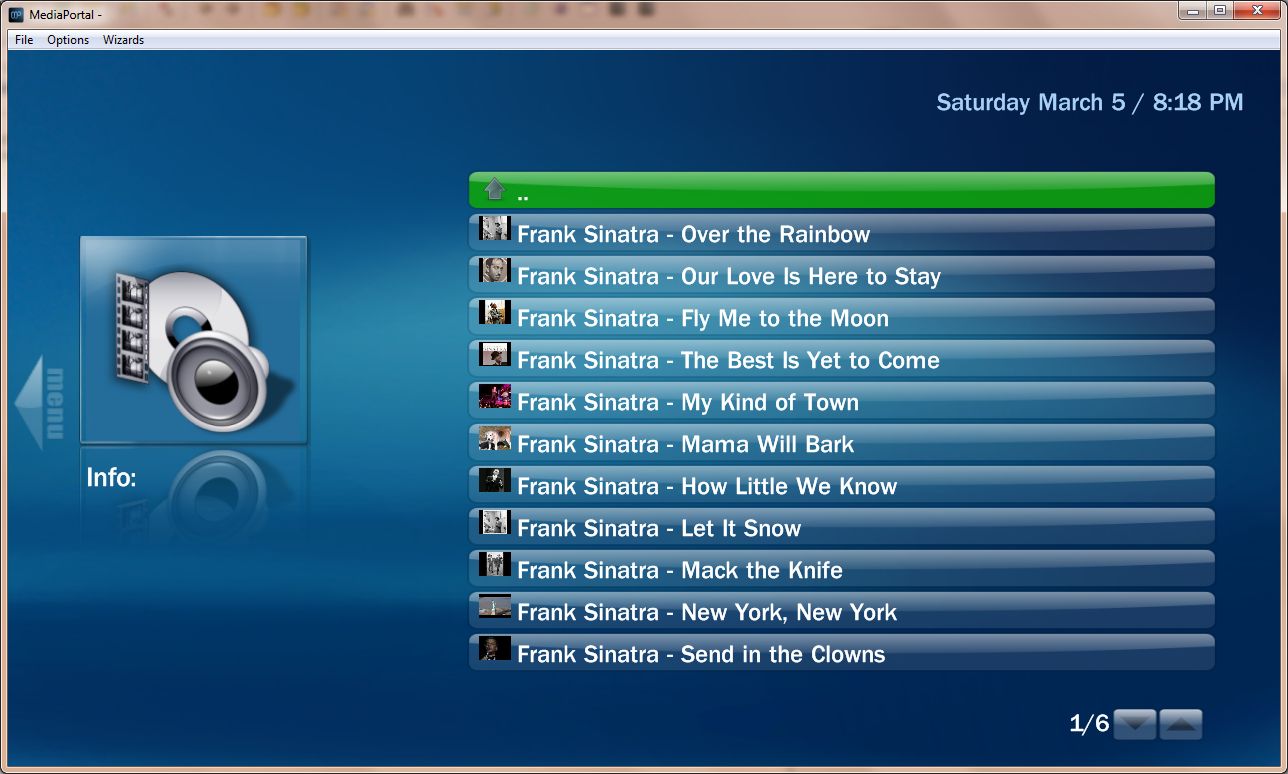 MediaPortal -
File Options Wizards
Saturday March 5 / 8:18 PM
..
Frank Sinatra - Over the Rainbow
Frank Sinatra - Our Love Is Here to Stay
Frank Sinatra - Fly Me to the Moon
Frank Sinatra - The Best Is Yet to Come
Frank Sinatra - My Kind of Town
Frank Sinatra - Mama Will Bark
Frank Sinatra - How Little We Know
Frank Sinatra - Let It Snow
Frank Sinatra - Mack the Knife
Frank Sinatra - New York, New York
Frank Sinatra - Send in the Clowns
menu
Info:
1/6